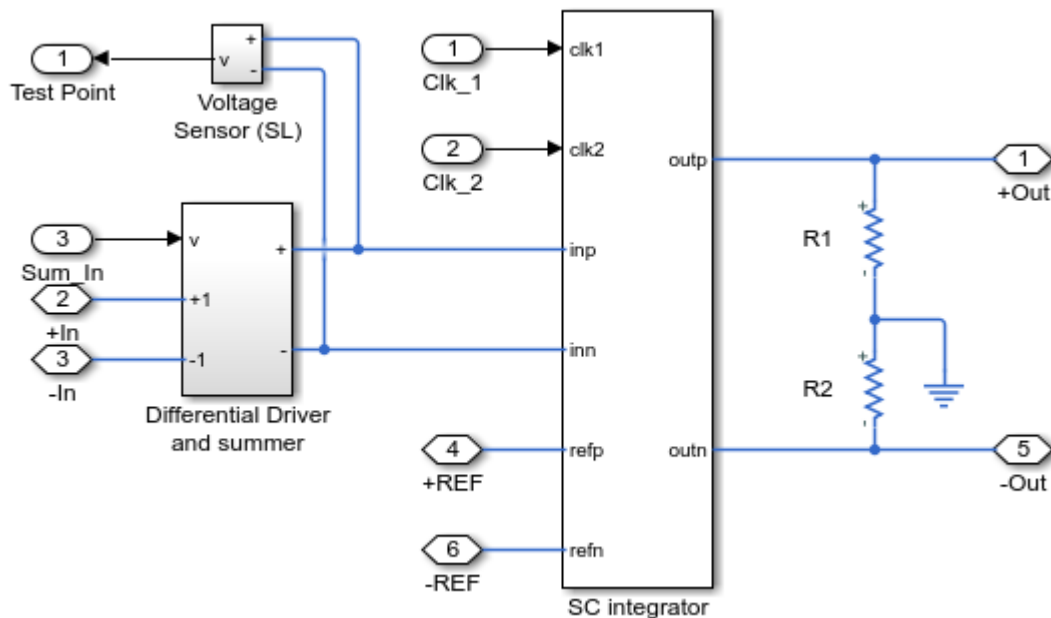 1
Test Point
v
+
-
Voltage
Sensor (SL)
1
Clk_1
2
Clk_2
clk1
clk2
inp
inn
refp
refn
outp
outn
SC integrator
3
Sum_In
2
+In
3
-In
v
+1
-1
+
-
Differential Driver
and summer
4
+REF
6
-REF
1
+Out
+
R1
-
+
R2
-
5
-Out